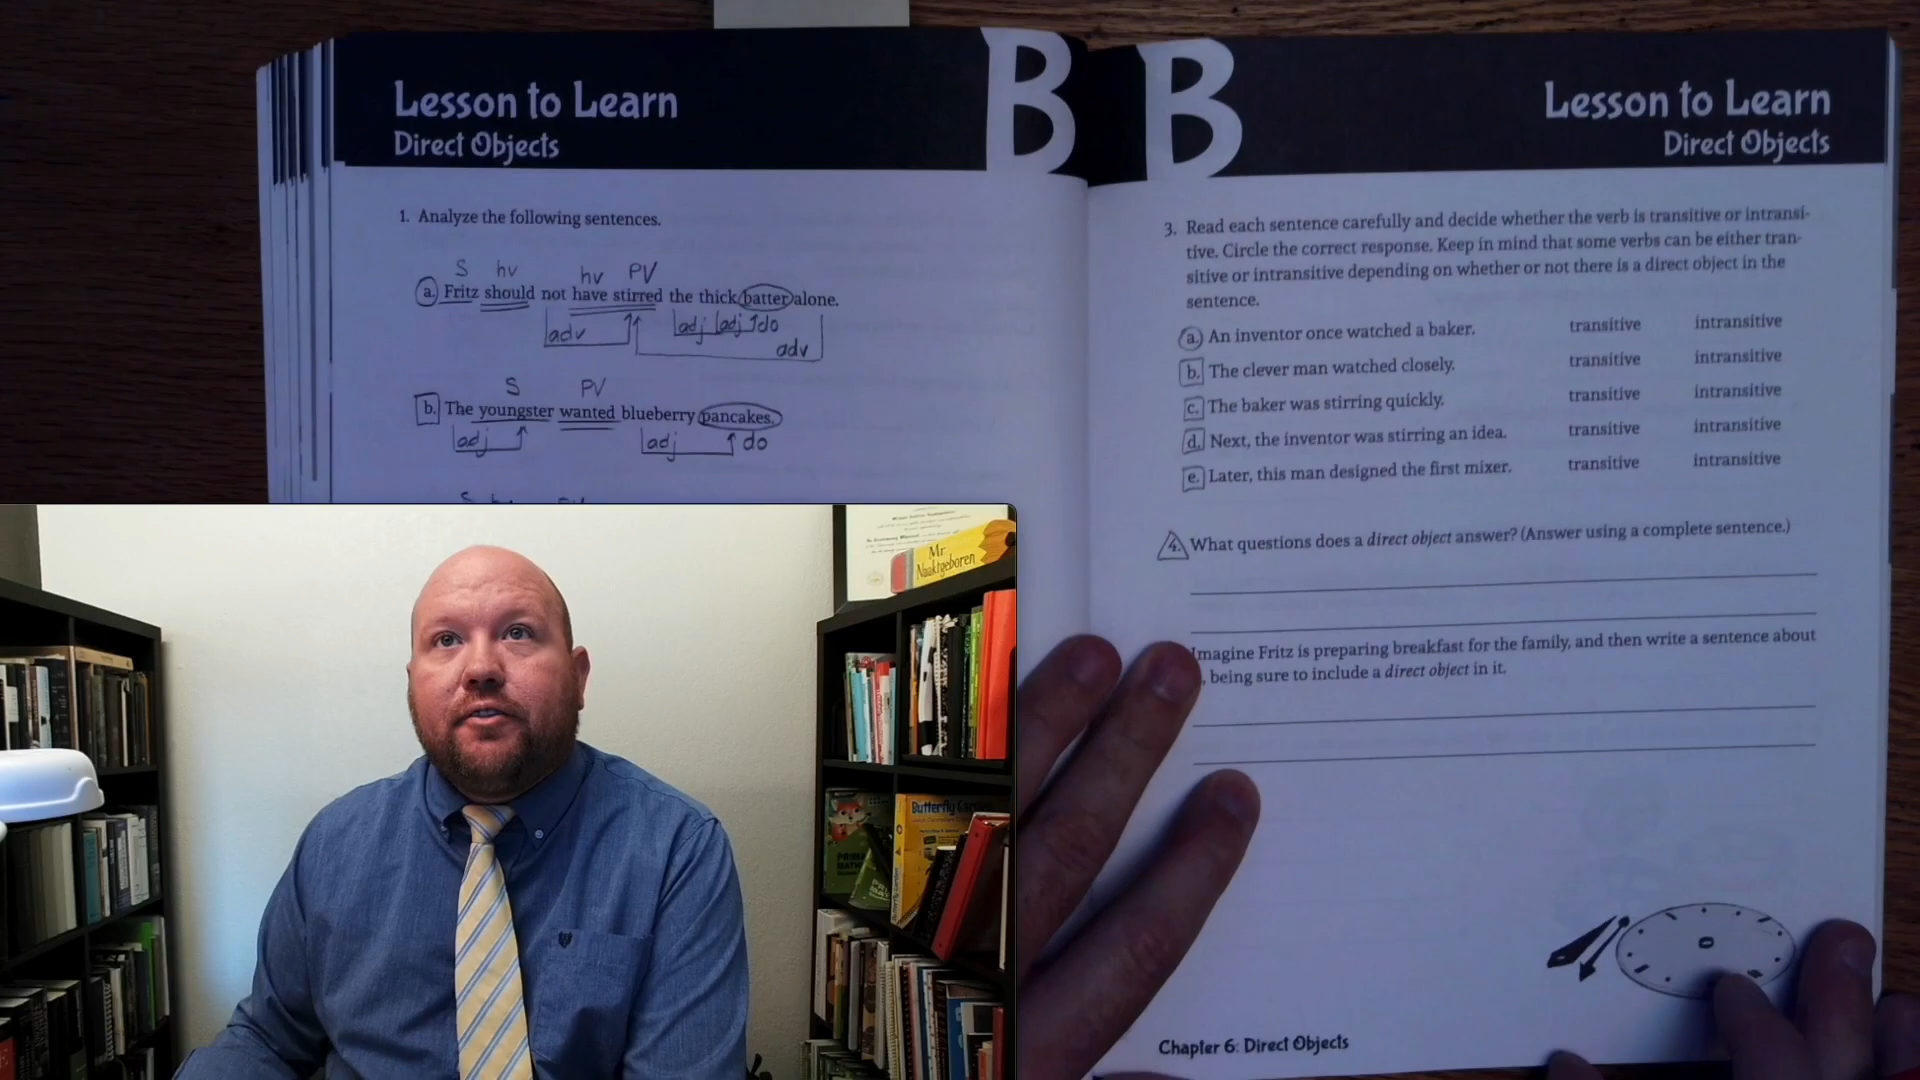 Lesson to Learn
Direct Objects
B
1. Analyze the following sentences.
S hv hv PV
a. Fritz should not have stirred the thick batter alone.
adv adj adj do
adv
S PV
b. The youngster wanted blueberry pancakes.
adj adj do
B
Lesson to Learn
Direct Objects
3. Read each sentence carefully and decide whether the verb is transitive or intransi-
tive. Circle the correct response. Keep in mind that some verbs can be either tran-
sitive or intransitive depending on whether or not there is a direct object in the
sentence.
a. An inventor once watched a baker. transitive intransitive
b. The clever man watched closely. transitive intransitive
c. The baker was stirring quickly. transitive intransitive
d. Next, the inventor was stirring an idea. transitive intransitive
e. Later, this man designed the first mixer. transitive intransitive
4. What questions does a direct object answer? (Answer using a complete sentence.)
Imagine Fritz is preparing breakfast for the family, and then write a sentence about
, being sure to include a direct object in it.
Chapter 6: Direct Objects
Mr
Naaktgeboren
Butterfly